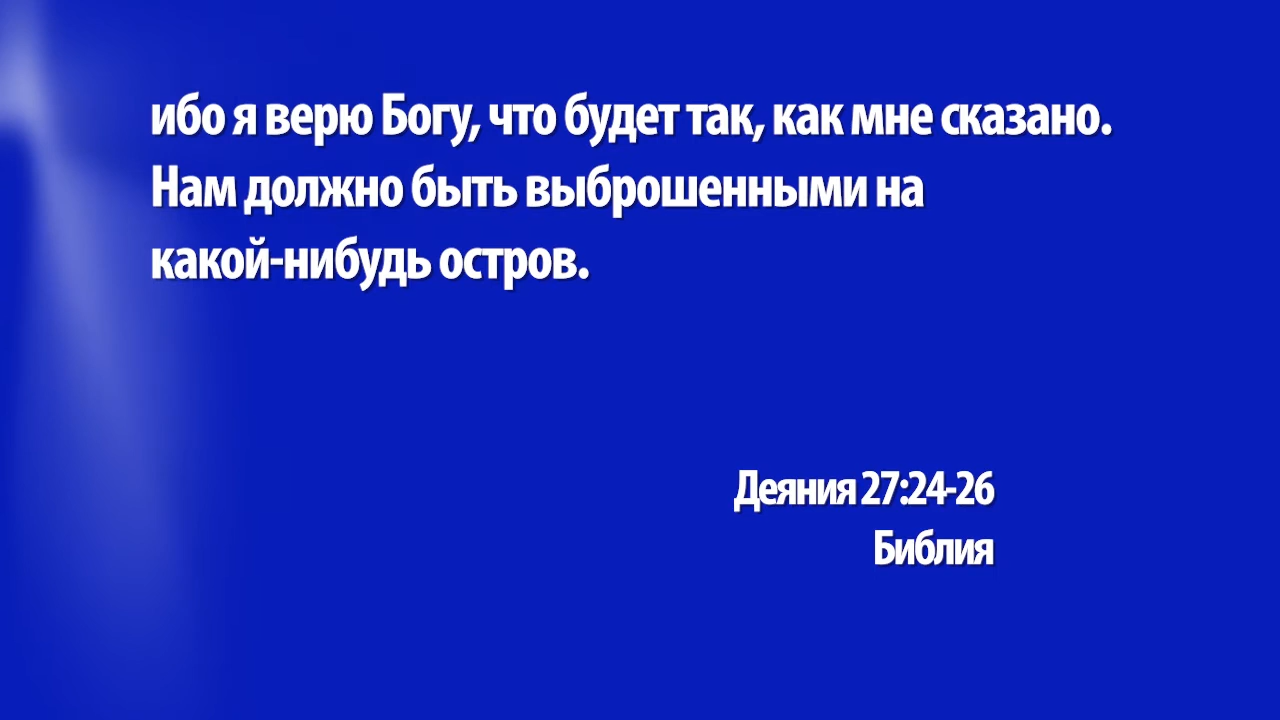 ибо я верю Богу, что будет так, как мне сказано.
Нам должно быть выброшенными на
какой-нибудь остров.
Деяния 27:24-26
Библия